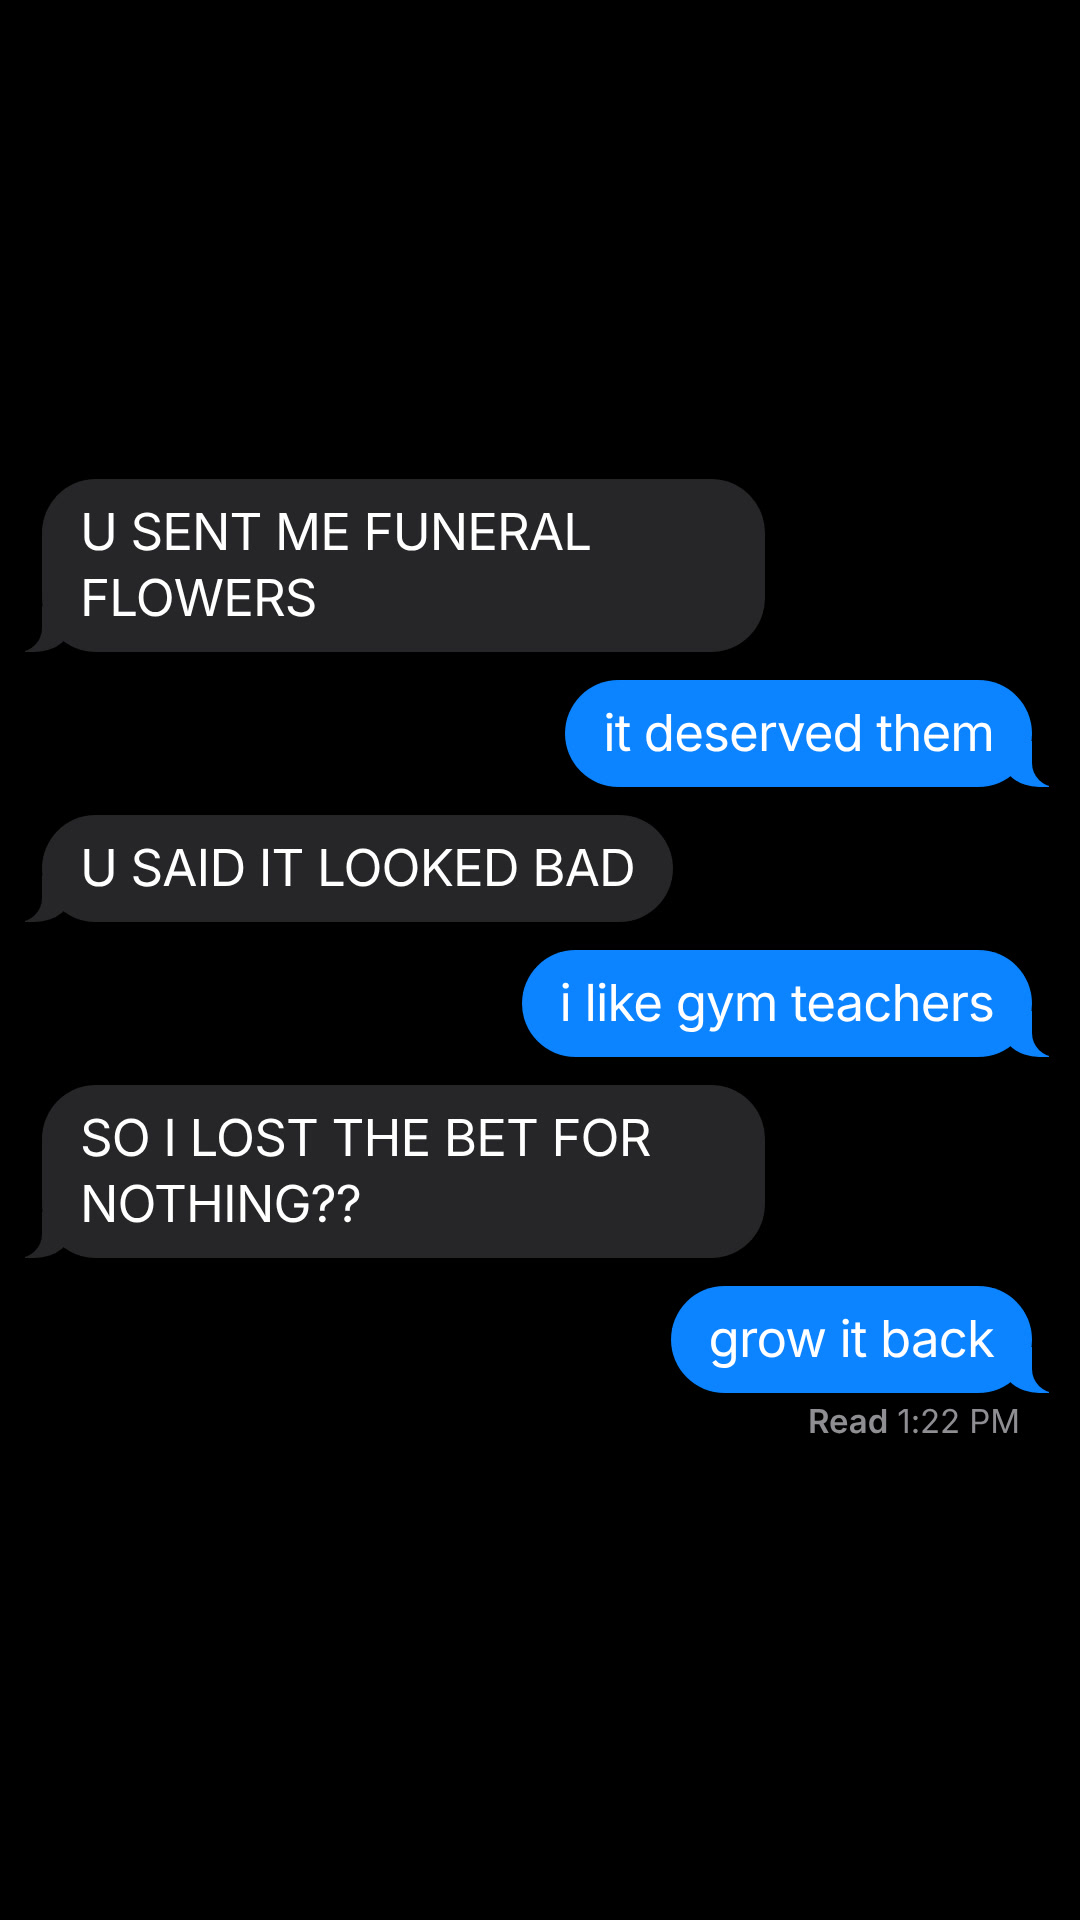 U SENT ME FUNERAL
FLOWERS
it deserved them
U SAID IT LOOKED BAD
i like gym teachers
SO I LOST THE BET FOR
NOTHING??
grow it back
Read 1:22 PM